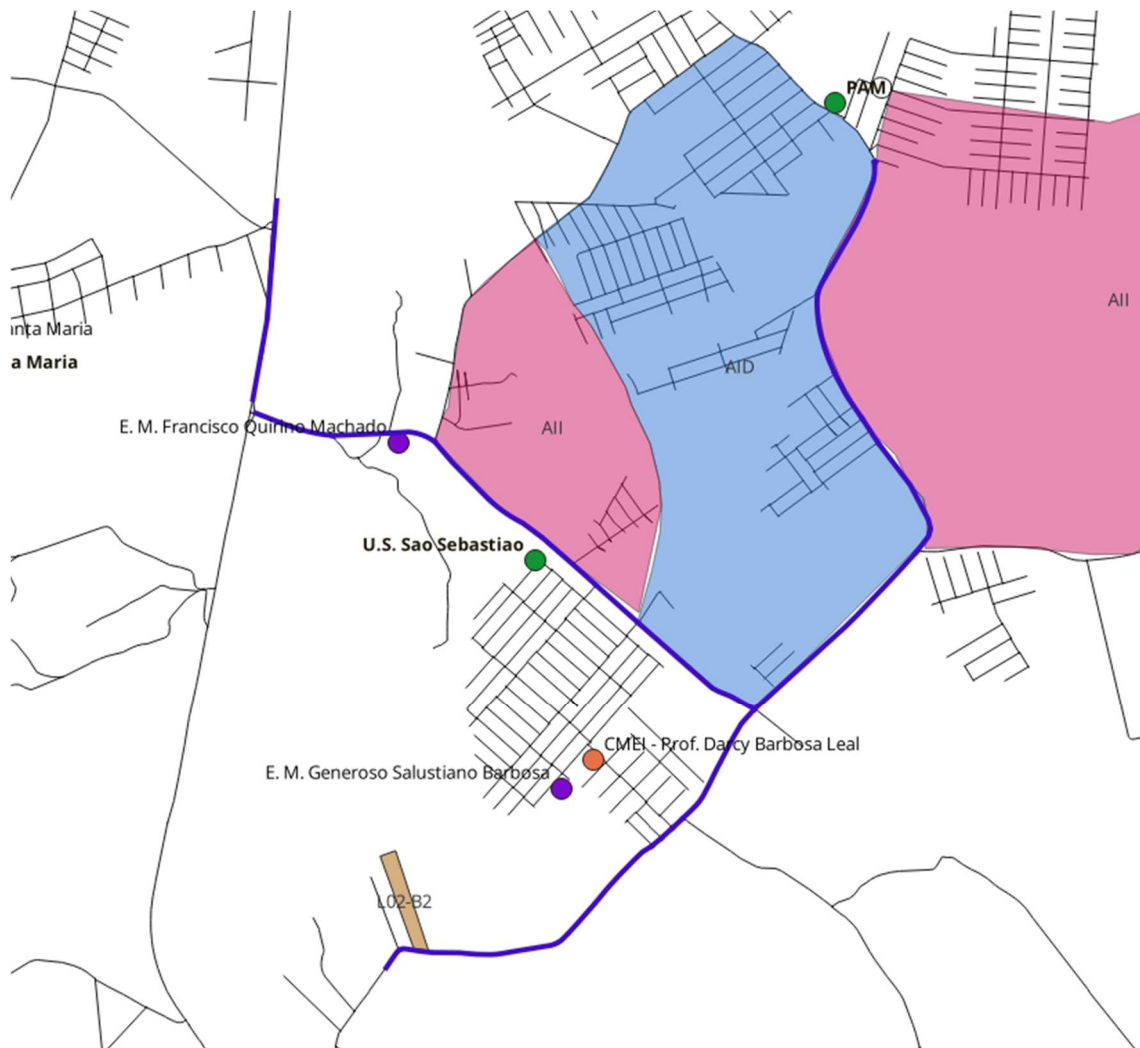 PAM
AII
Santa Maria
a Maria
AID
E. M. Francisco Quirino Machado
AII
U.S. Sao Sebastiao
CMEI - Prof. Darcy Barbosa Leal
E. M. Generoso Salustiano Barbosa
L02-B2